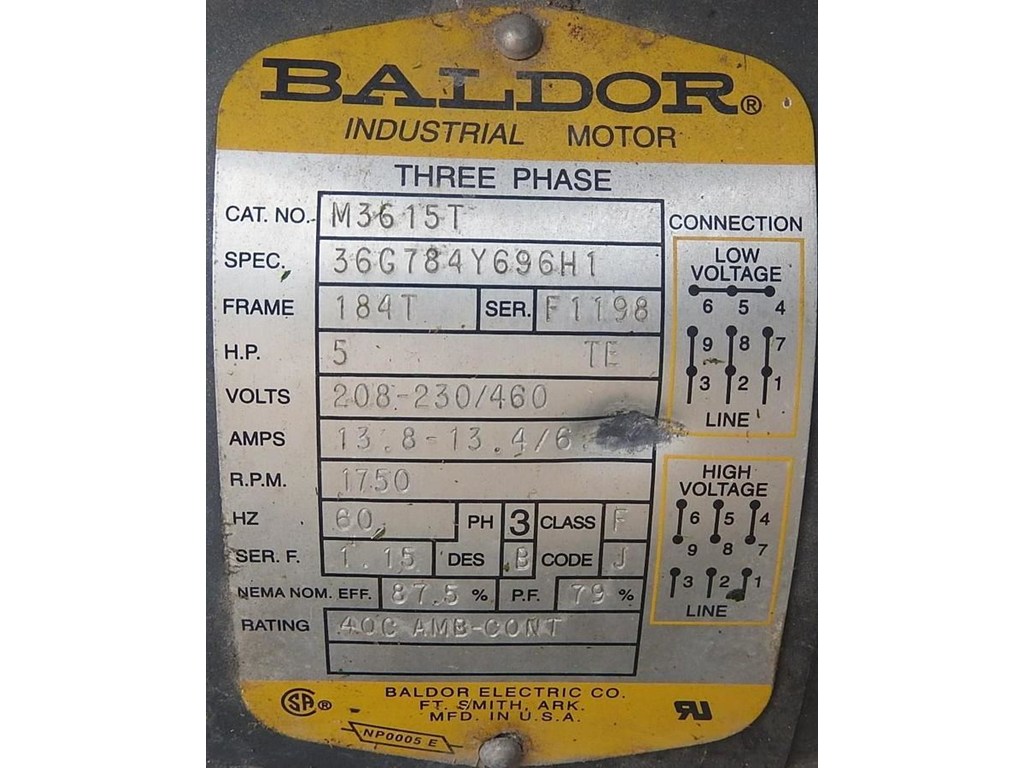 BALDOR®
INDUSTRIAL MOTOR
THREE PHASE
CAT. NO. M3615T
SPEC. 36G784Y696H1
FRAME 184T SER. F1198
H.P. 5 TE
VOLTS 208-230/460
AMPS 13.8-13.4/6
R.P.M. 1750
HZ 60 PH 3 CLASS F
SER. F. 1.15 DES B CODE J
NEMA NOM. EFF. 87.5 % P.F. 79 %
RATING 40C AMB-CONT
CONNECTION
LOW
VOLTAGE
6 5 4
9 8 7
3 2 1
LINE
HIGH
VOLTAGE
6 5 4
9 8 7
3 2 1
LINE
SA®
BALDOR ELECTRIC CO.
FT. SMITH, ARK.
MFD. IN U.S.A.
RU
NP0005 E